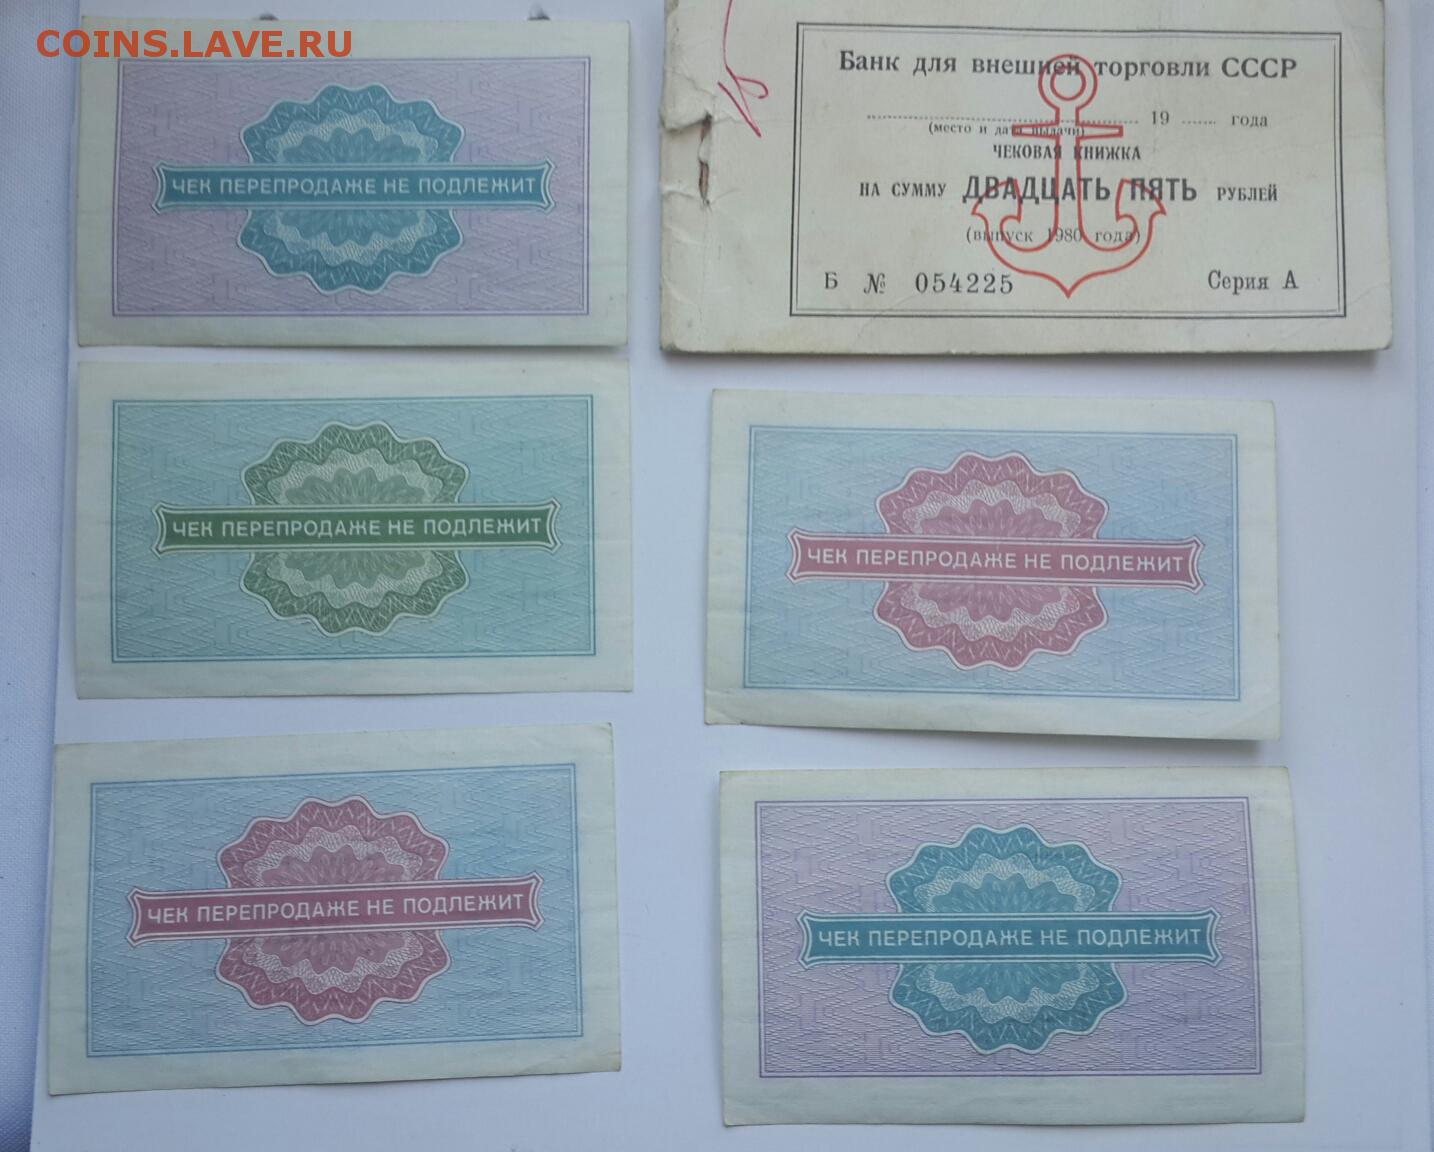 COINS.LAVE.RU
ЧЕК ПЕРЕПРОДАЖЕ НЕ ПОДЛЕЖИТ
Банк для внешней торговли СССР
19 года
(место и дата выдачи)
ЧЕКОВАЯ КНИЖКА
НА СУММУ ДВАДЦАТЬ ПЯТЬ РУБЛЕЙ
(выпуск 1980 года)
Б № 054225 Серия А
ЧЕК ПЕРЕПРОДАЖЕ НЕ ПОДЛЕЖИТ
ЧЕК ПЕРЕПРОДАЖЕ НЕ ПОДЛЕЖИТ
ЧЕК ПЕРЕПРОДАЖЕ НЕ ПОДЛЕЖИТ
ЧЕК ПЕРЕПРОДАЖЕ НЕ ПОДЛЕЖИТ